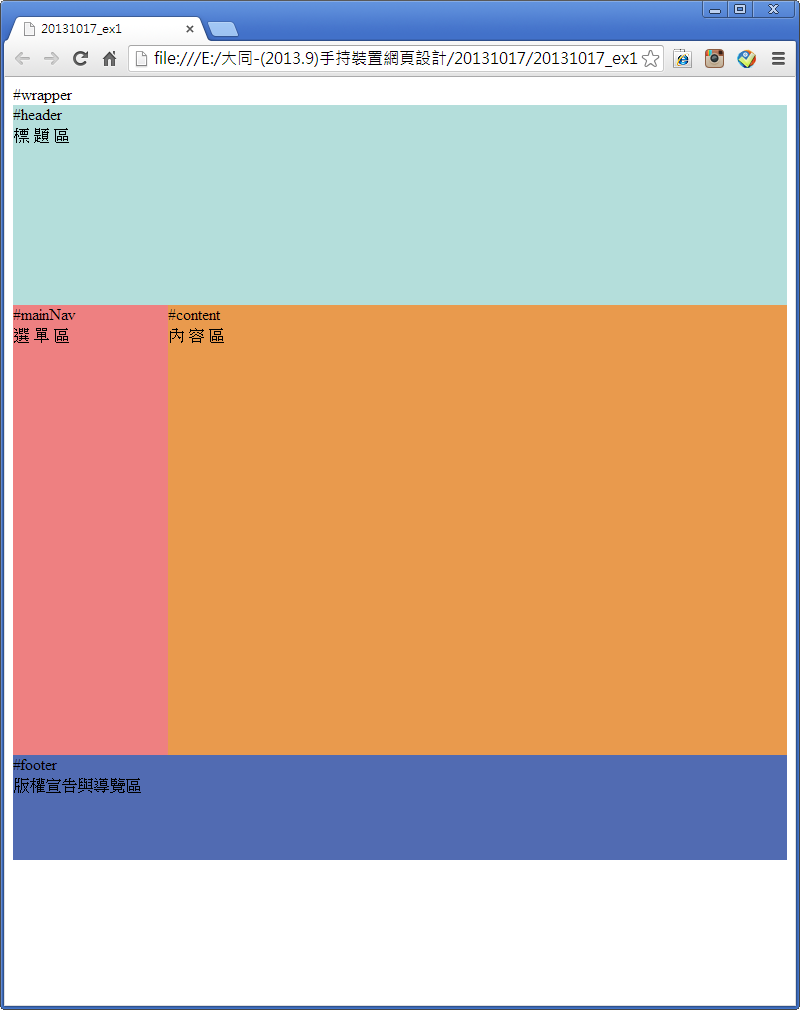 20131017_ex1
file:///E:/大同-(2013.9)手持裝置網頁設計/20131017/20131017_ex1
#wrapper
#header
標 題 區
#mainNav
選 單 區
#content
內 容 區
#footer
版權宣告與導覽區